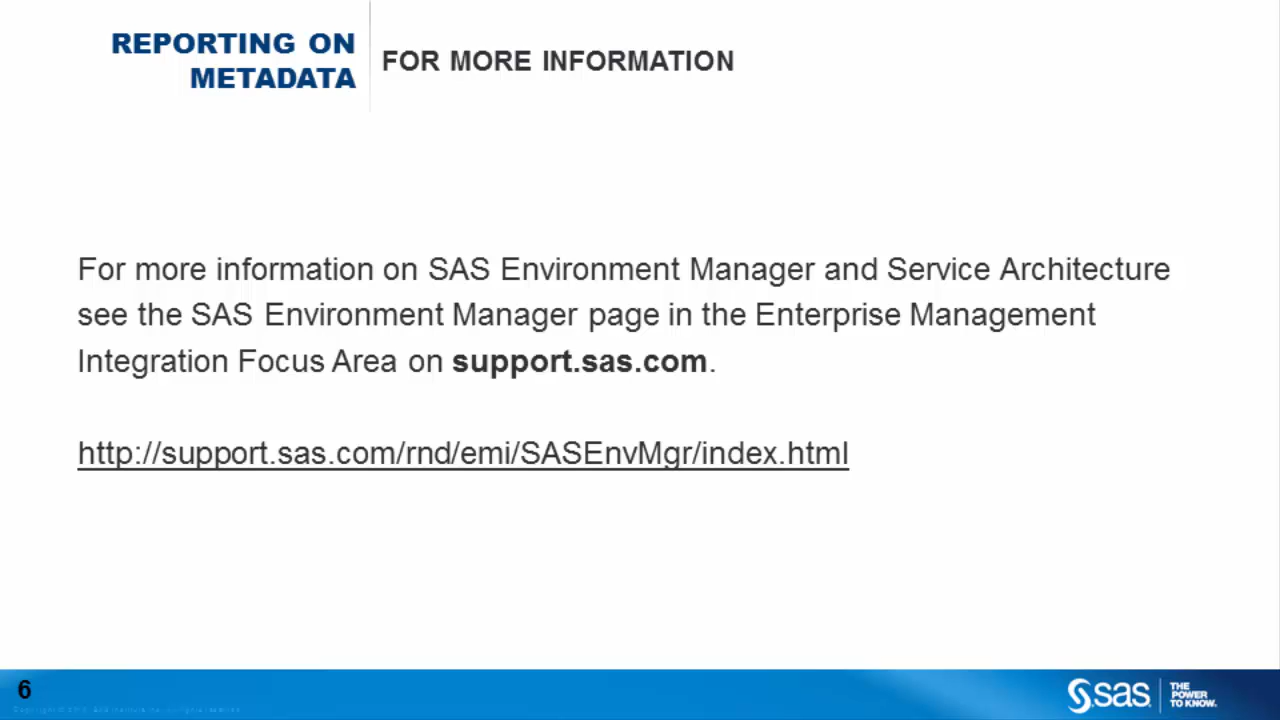 REPORTING ON
METADATA
FOR MORE INFORMATION
For more information on SAS Environment Manager and Service Architecture
see the SAS Environment Manager page in the Enterprise Management
Integration Focus Area on support.sas.com.
http://support.sas.com/rnd/emi/SASEnvMgr/index.html
6
sas
THE
POWER
TO KNOW.